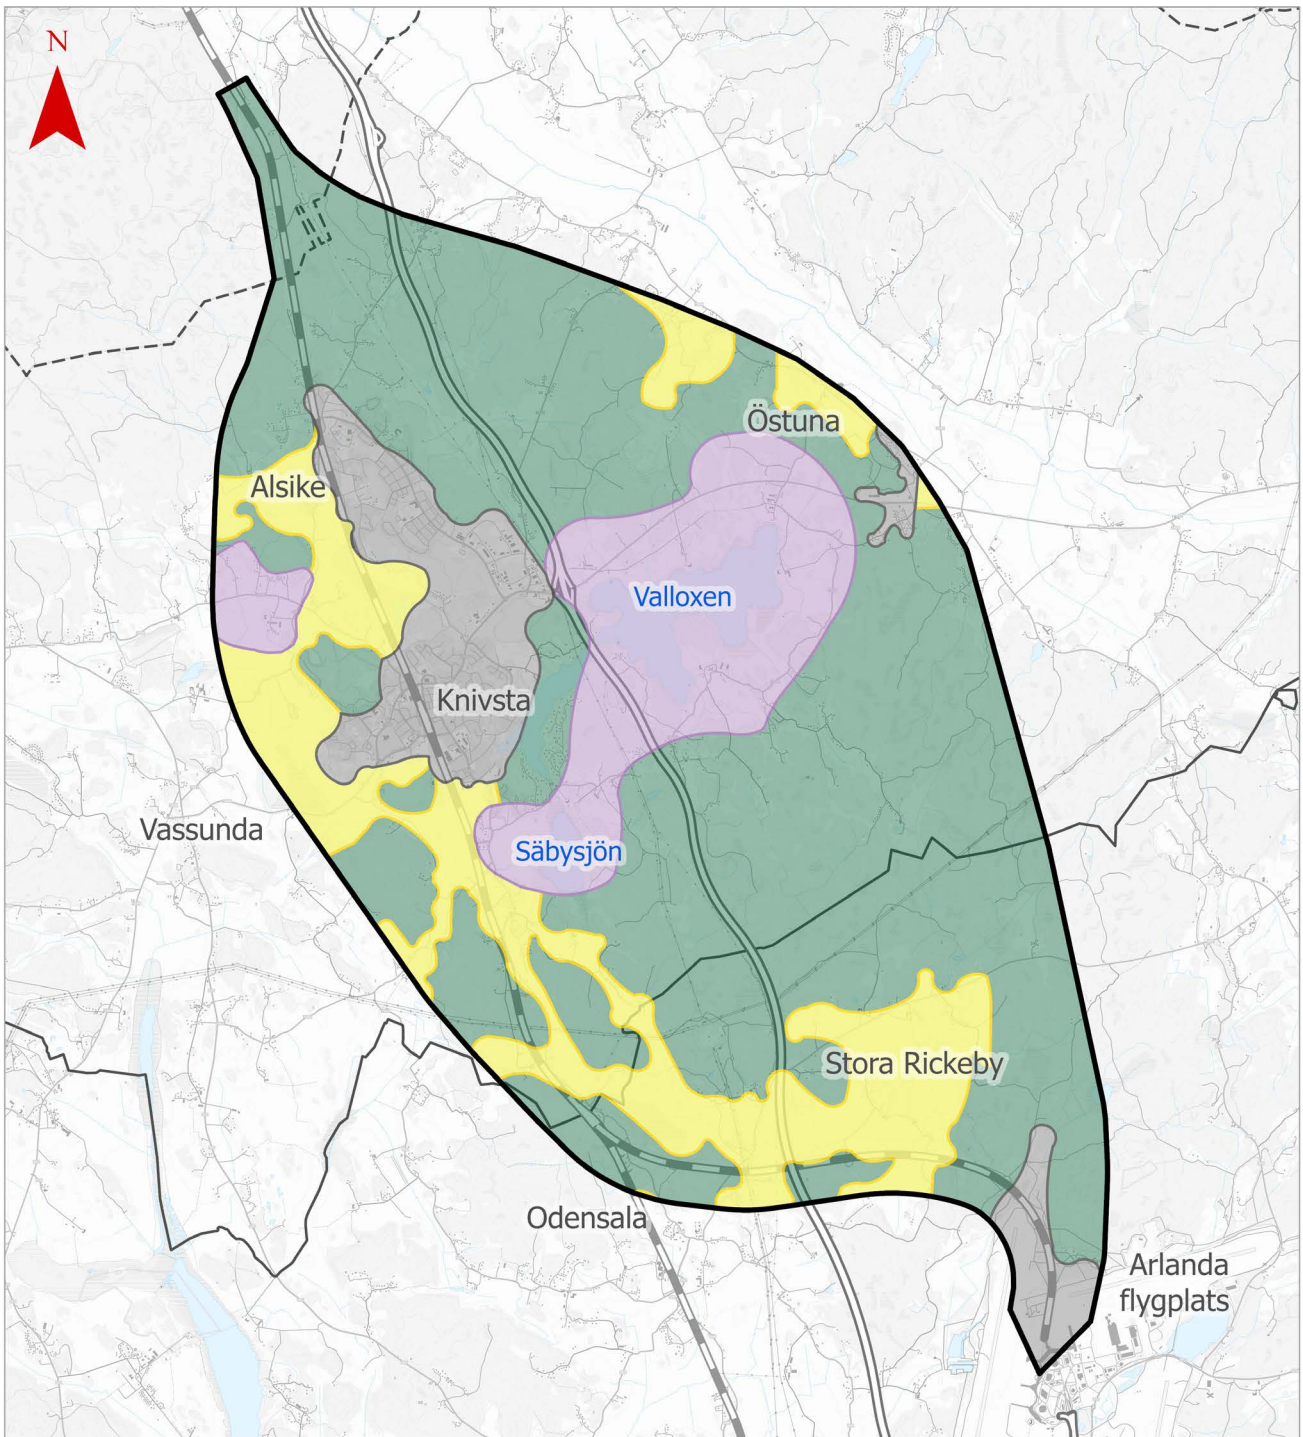 N
Östuna
Alsike
Valloxen
Knivsta
Vassunda
Säbysjön
Stora Rickeby
Odensala
Arlanda
flygplats